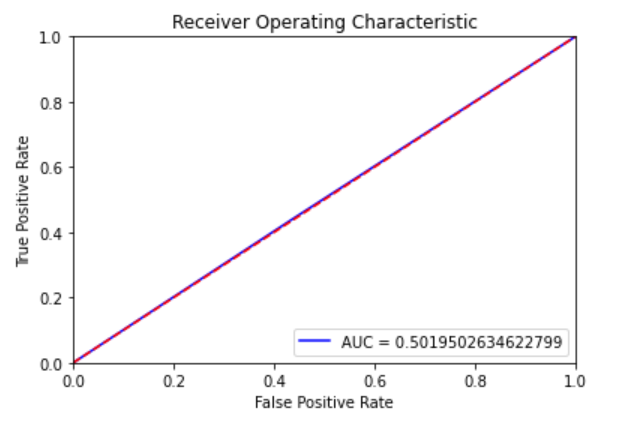 Receiver Operating Characteristic
1.0
0.8
0.6
0.4
0.2
0.0
True Positive Rate
AUC = 0.5019502634622799
0.0 0.2 0.4 0.6 0.8 1.0
False Positive Rate